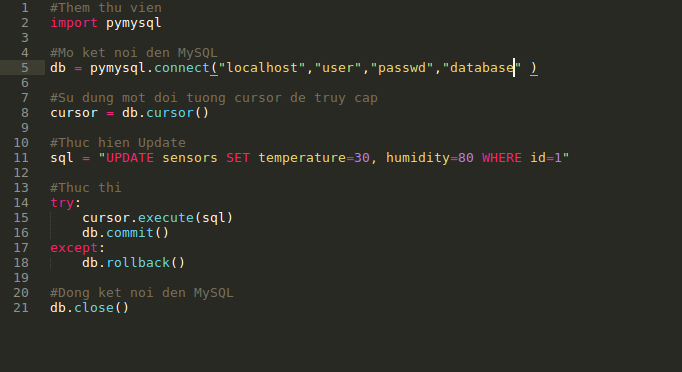 1 #Them thu vien
2 import pymysql
3
4 #Mo ket noi den MySQL
5 db = pymysql.connect("localhost","user","passwd","database" )
6
7 #Su dung mot doi tuong cursor de truy cap
8 cursor = db.cursor()
9
10 #Thuc hien Update
11 sql = "UPDATE sensors SET temperature=30, humidity=80 WHERE id=1"
12
13 #Thuc thi
14 try:
15     cursor.execute(sql)
16     db.commit()
17 except:
18     db.rollback()
19
20 #Dong ket noi den MySQL
21 db.close()